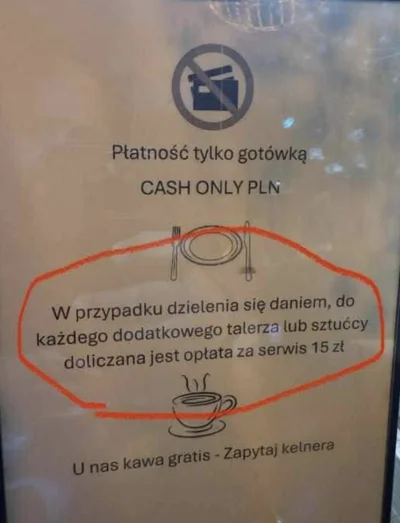 Płatność tylko gotówką
CASH ONLY PLN
W przypadku dzielenia się daniem, do
każdego dodatkowego talerza lub sztućcy
doliczana jest opłata za serwis 15 zł
U nas kawa gratis - Zapytaj kelnera